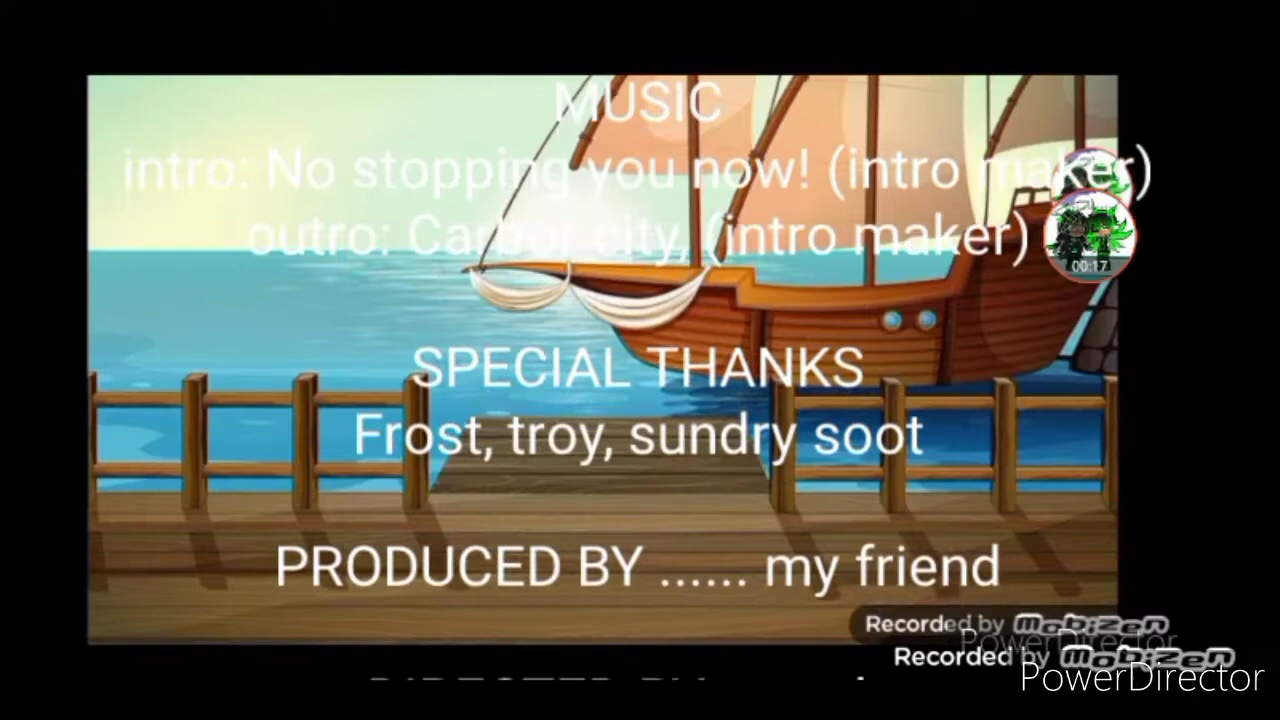 MUSIC
intro: No stopping you now! (intro maker)
outro: Carbor city, (intro maker)
00:17
SPECIAL THANKS
Frost, troy, sundry soot
PRODUCED BY ...... my friend
Recorded by Mobizen
PowerDirector
Recorded by Mobizen
PowerDirector